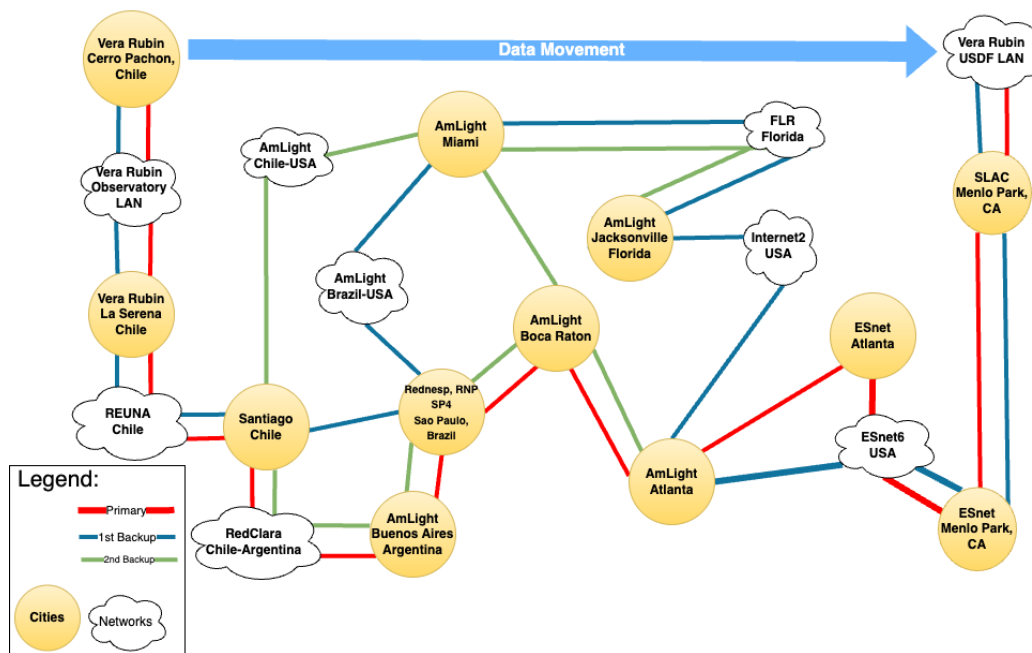 Vera Rubin
Cerro Pachon,
Chile
Data Movement
Vera Rubin
USDF LAN
AmLight
Miami
FLR
Florida
AmLight
Chile-USA
Vera Rubin
Observatory
LAN
SLAC
Menlo Park,
CA
AmLight
Jacksonville
Florida
Internet2
USA
AmLight
Brazil-USA
Vera Rubin
La Serena
Chile
AmLight
Boca Raton
ESnet
Atlanta
REUNA
Chile
Santiago
Chile
Rednesp, RNP
SP4
Sao Paulo,
Brazil
ESnet6
USA
AmLight
Atlanta
RedClara
Chile-Argentina
AmLight
Buenos Aires
Argentina
ESnet
Menlo Park,
CA
Legend:
Primary
1st Backup
2nd Backup
Cities
Networks